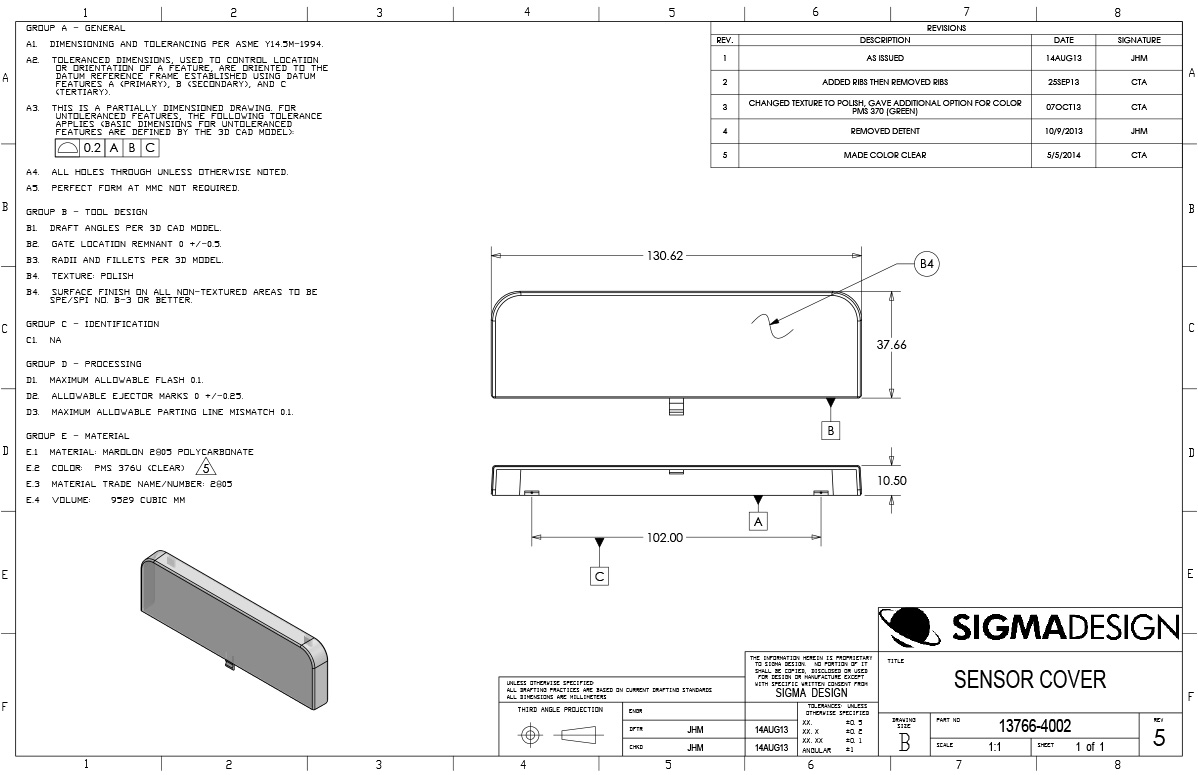 1 2 3 4 5 6 7 8
GROUP A - GENERAL
A1. DIMENSIONING AND TOLERANCING PER ASME Y14.5M-1994.
A2. TOLERANCED DIMENSIONS, USED TO CONTROL LOCATION
OR ORIENTATION OF A FEATURE, ARE ORIENTED TO THE
DATUM REFERENCE FRAME ESTABLISHED USING DATUM
FEATURES A (PRIMARY), B (SECONDARY), AND C
(TERTIARY).
A3. THIS IS A PARTIALLY DIMENSIONED DRAWING. FOR
UNTOLERANCED FEATURES, THE FOLLOWING TOLERANCE
APPLIES (BASIC DIMENSIONS FOR UNTOLERANCED
FEATURES ARE DEFINED BY THE 3D CAD MODEL):
0.2 A B C
A4. ALL HOLES THROUGH UNLESS OTHERWISE NOTED.
A5. PERFECT FORM AT MMC NOT REQUIRED.
GROUP B - TOOL DESIGN
B1. DRAFT ANGLES PER 3D CAD MODEL.
B2. GATE LOCATION REMNANT 0 +/-0.5.
B3. RADII AND FILLETS PER 3D MODEL.
B4. TEXTURE: POLISH
B4. SURFACE FINISH ON ALL NON-TEXTURED AREAS TO BE
SPE/SPI NO. B-3 OR BETTER.
GROUP C - IDENTIFICATION
C1. NA
GROUP D - PROCESSING
D1. MAXIMUM ALLOWABLE FLASH 0.1.
D2. ALLOWABLE EJECTOR MARKS 0 +/-0.25.
D3. MAXIMUM ALLOWABLE PARTING LINE MISMATCH 0.1.
GROUP E - MATERIAL
E.1 MATERIAL: MAROLON 2805 POLYCARBONATE
E.2 COLOR: PMS 376U (CLEAR) 5
E.3 MATERIAL TRADE NAME/NUMBER: 2805
E.4 VOLUME: 9529 CUBIC MM
REVISIONS
REV. DESCRIPTION DATE SIGNATURE
1 AS ISSUED 14AUG13 JHM
2 ADDED RIBS THEN REMOVED RIBS 25SEP13 CTA
3 CHANGED TEXTURE TO POLISH, GAVE ADDITIONAL OPTION FOR COLOR
PMS 370 (GREEN) 07OCT13 CTA
4 REMOVED DETENT 10/9/2013 JHM
5 MADE COLOR CLEAR 5/5/2014 CTA
A A
B B
C C
D D
E E
F F
130.62
B4
37.66
B
10.50
A
102.00
C
SIGMADESIGN
TITLE
SENSOR COVER
DRAWING
SIZE
B
PART NO
13766-4002
REV
5
SCALE 1:1 SHEET 1 of 1
THE INFORMATION HEREIN IS PROPRIETARY
TO SIGMA DESIGN. NO PORTION OF IT
SHALL BE COPIED, DISCLOSED OR USED
FOR DESIGN OR MANUFACTURE EXCEPT
WITH SPECIFIC WRITTEN CONSENT FROM
SIGMA DESIGN
UNLESS OTHERWISE SPECIFIED:
ALL DRAFTING PRACTICES ARE BASED ON CURRENT DRAFTING STANDARDS
ALL DIMENSIONS ARE MILLIMETERS
THIRD ANGLE PROJECTION
ENGR
DFTR JHM 14AUG13
CHKD JHM 14AUG13
TOLERANCES: UNLESS
OTHERWISE SPECIFIED
XX. ±0.5
XX. X ±0.2
XX. XX ±0.1
ANGULAR ±1
1 2 3 4 5 6 7 8